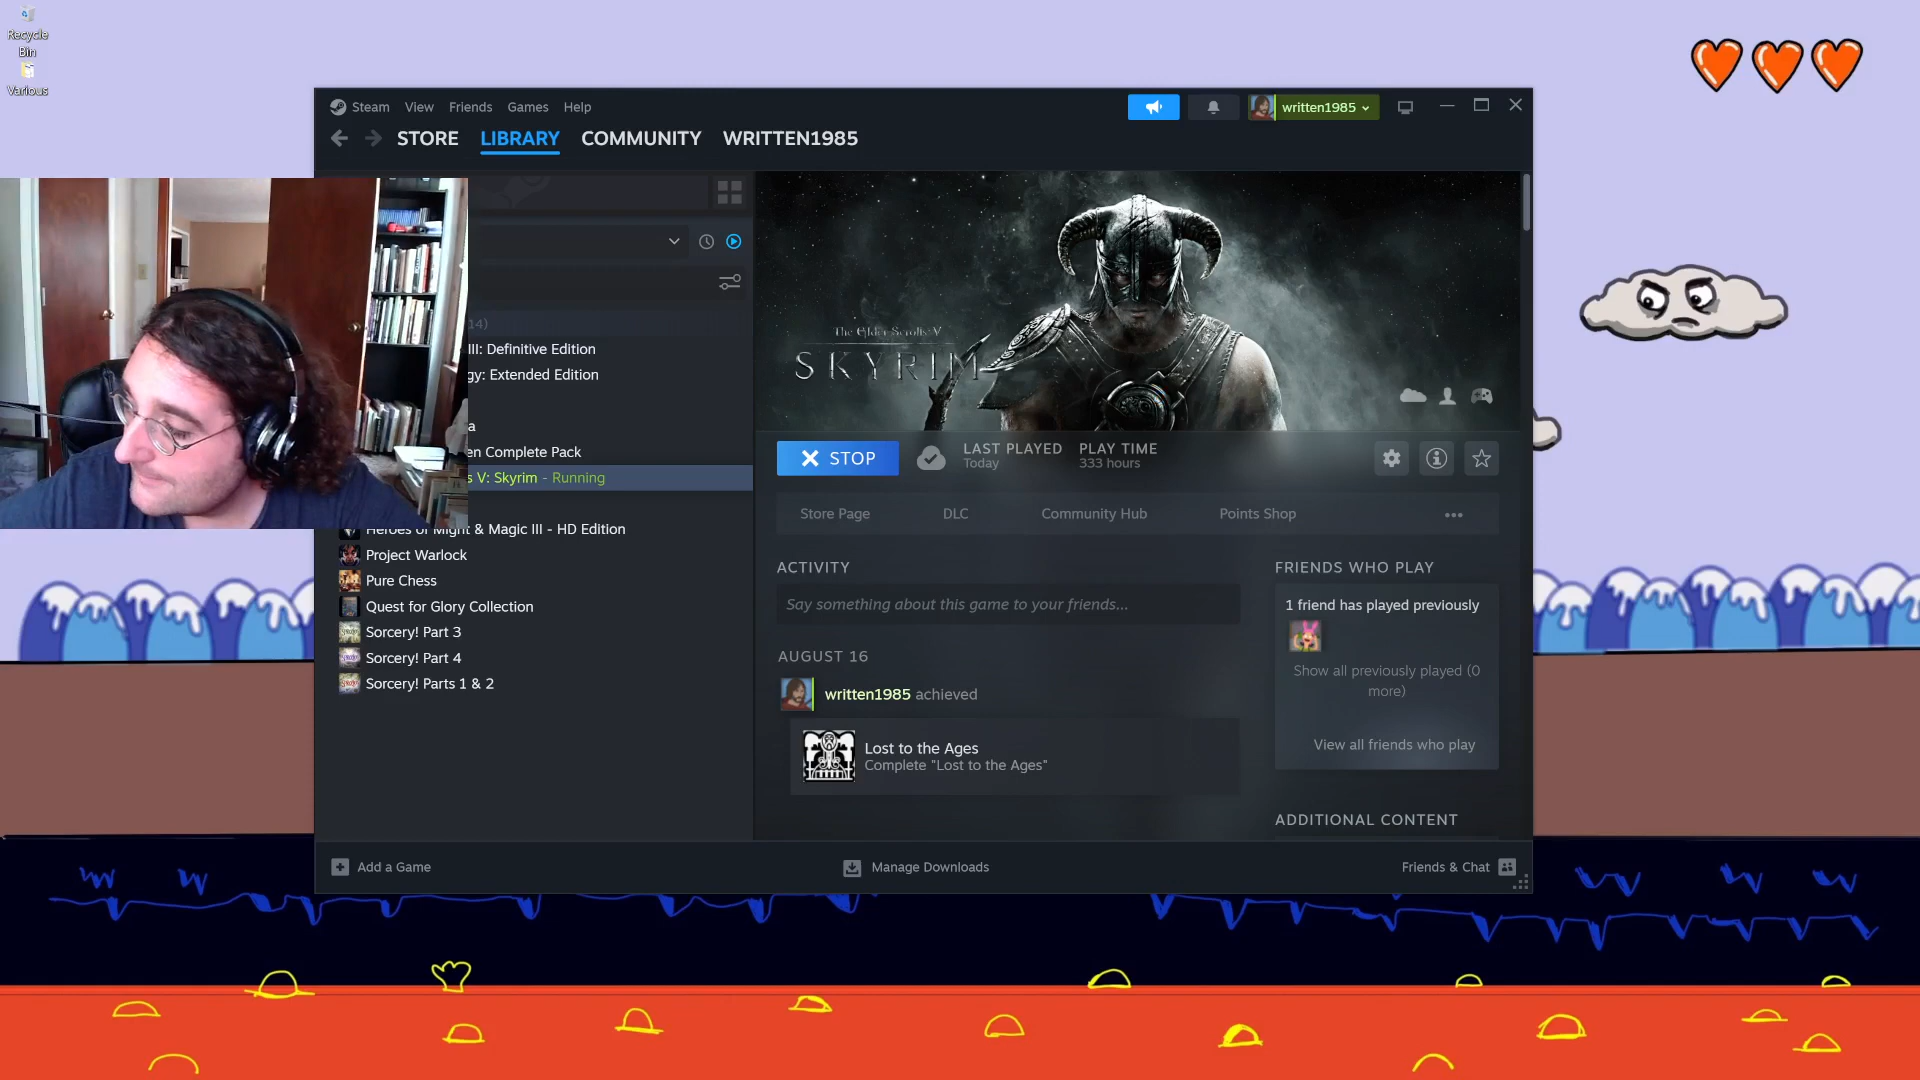 Recycle
Bin
Various
Steam View Friends Games Help
written1985
STORE LIBRARY COMMUNITY WRITTEN1985
14)
III: Definitive Edition
gy: Extended Edition
a
en Complete Pack
s V: Skyrim - Running
Heroes of Might & Magic III - HD Edition
Project Warlock
Pure Chess
Quest for Glory Collection
Sorcery! Part 3
Sorcery! Part 4
Sorcery! Parts 1 & 2
The Elder Scrolls V
SKYRIM
STOP
LAST PLAYED
Today
PLAY TIME
333 hours
Store Page DLC Community Hub Points Shop
ACTIVITY
Say something about this game to your friends...
AUGUST 16
written1985 achieved
Lost to the Ages
Complete "Lost to the Ages"
FRIENDS WHO PLAY
1 friend has played previously
Show all previously played (0
more)
View all friends who play
ADDITIONAL CONTENT
Add a Game
Manage Downloads
Friends & Chat